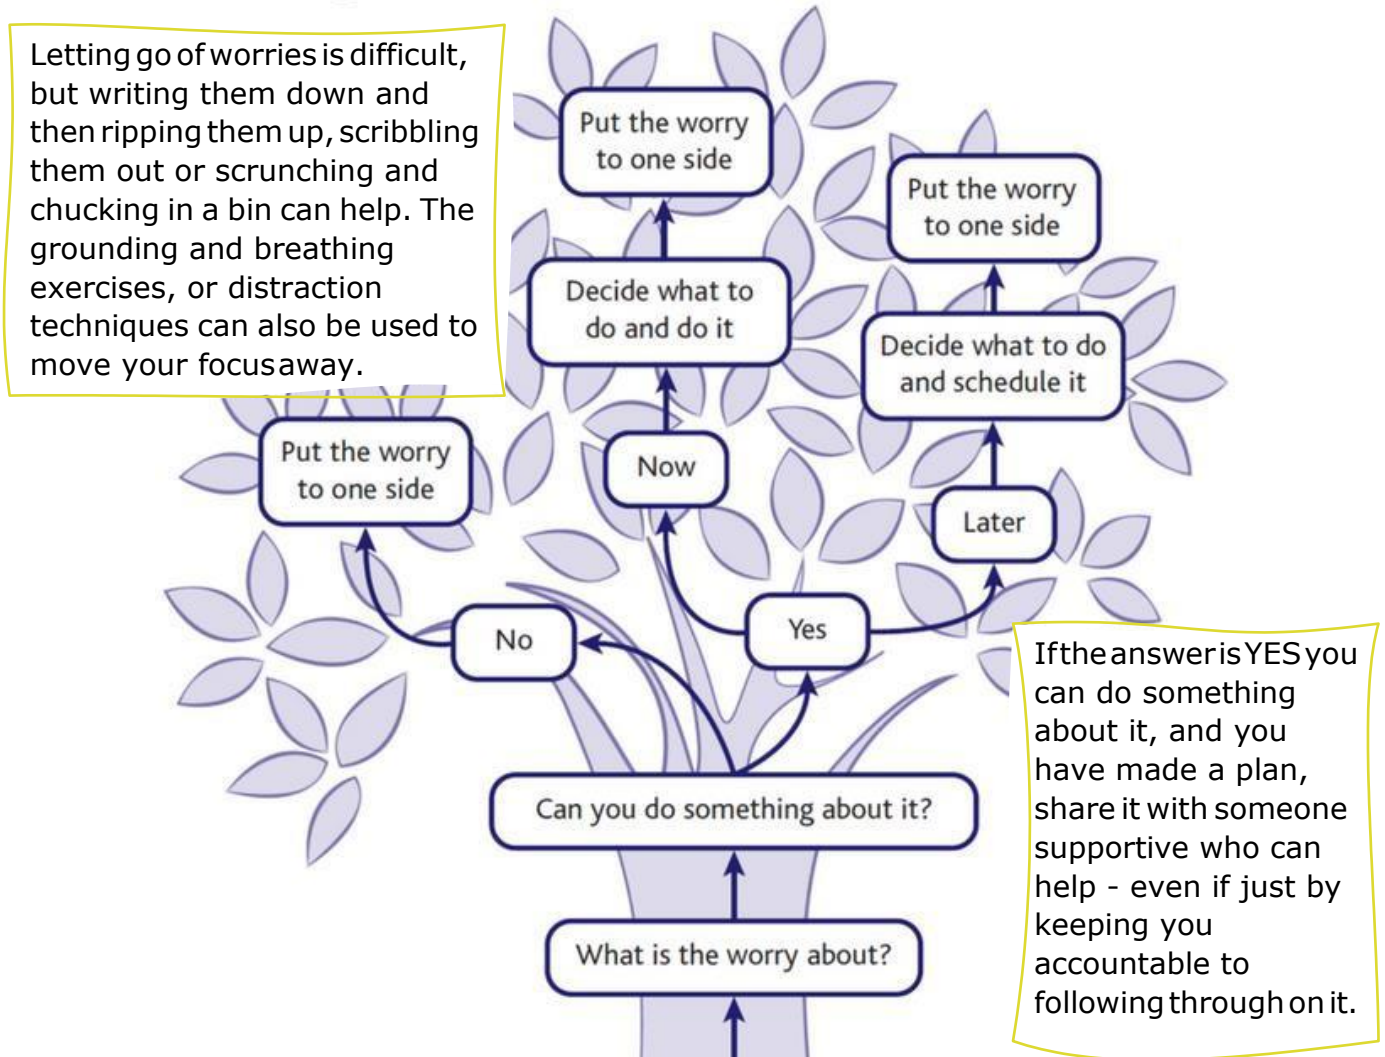 Letting go of worries is difficult,
but writing them down and
then ripping them up, scribbling
them out or scrunching and
chucking in a bin can help. The
grounding and breathing
exercises, or distraction
techniques can also be used to
move your focus away.
Put the worry
to one side
Put the worry
to one side
Decide what to
do and do it
Decide what to do
and schedule it
Put the worry
to one side
Now
Later
No
Yes
If the answer is YES you
can do something
about it, and you
have made a plan,
share it with someone
supportive who can
help - even if just by
keeping you
accountable to
following through on it.
Can you do something about it?
What is the worry about?